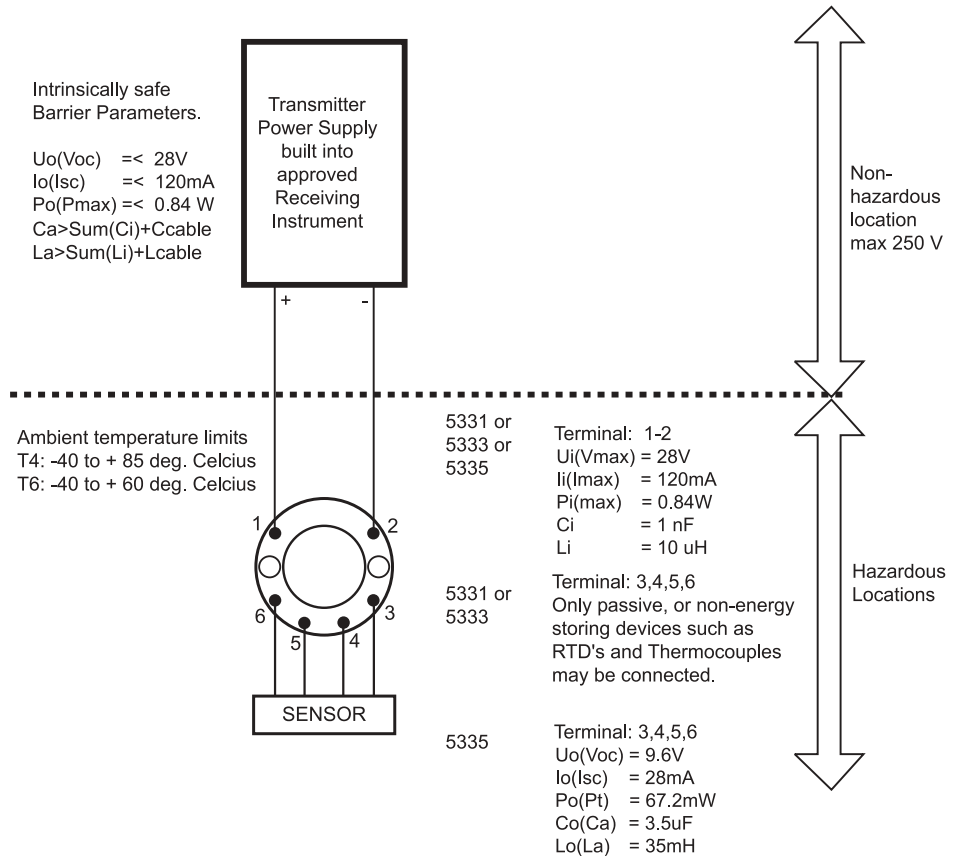 Intrinsically safe
Barrier Parameters.
Uo(Voc) =< 28V
Io(Isc) =< 120mA
Po(Pmax) =< 0.84 W
Ca>Sum(Ci)+Ccable
La>Sum(Li)+Lcable
Transmitter
Power Supply
built into
approved
Receiving
Instrument
+
-
Non-
hazardous
location
max 250 V
Ambient temperature limits
T4: -40 to + 85 deg. Celcius
T6: -40 to + 60 deg. Celcius
5331 or
5333 or
5335
Terminal: 1-2
Ui(Vmax) = 28V
Ii(Imax) = 120mA
Pi(max) = 0.84W
Ci = 1 nF
Li = 10 uH
1
2
6
3
5
4
SENSOR
5331 or
5333
Terminal: 3,4,5,6
Only passive, or non-energy
storing devices such as
RTD's and Thermocouples
may be connected.
Hazardous
Locations
5335
Terminal: 3,4,5,6
Uo(Voc) = 9.6V
Io(Isc) = 28mA
Po(Pt) = 67.2mW
Co(Ca) = 3.5uF
Lo(La) = 35mH